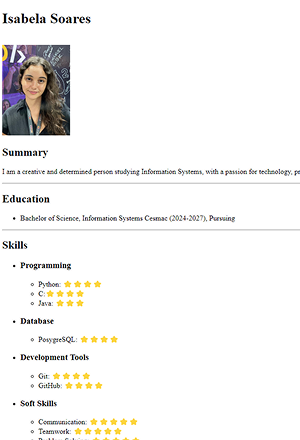 Isabela Soares
Summary
I am a creative and determined person studying Information Systems, with a passion for technology,
Education
Bachelor of Science, Information Systems Cesmac (2024-2027), Pursuing
Skills
Programming
Python: ⭐⭐⭐⭐
C:⭐⭐⭐⭐
Java: ⭐⭐⭐
Database
PosygreSQL: ⭐⭐⭐⭐
Development Tools
Git: ⭐⭐⭐⭐
GitHub: ⭐⭐⭐⭐
Soft Skills
Communication: ⭐⭐⭐⭐⭐
Teamwork: ⭐⭐⭐⭐⭐